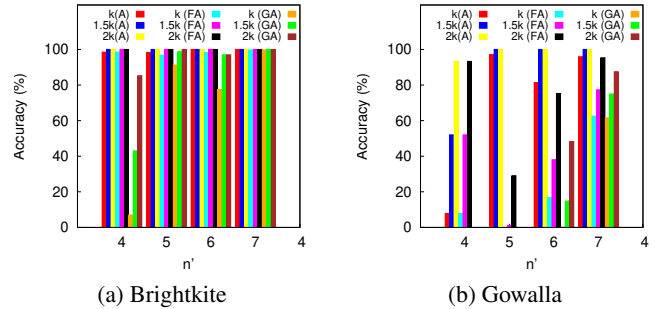 k(A) k (FA) k (GA)
1.5k(A) 1.5k (FA) 1.5k (GA)
2k(A) 2k (FA) 2k (GA)
Accuracy (%)
100
80
60
40
20
0
4 5 6 7 4
n'
(a) Brightkite
k(A) k (FA) k (GA)
1.5k(A) 1.5k (FA) 1.5k (GA)
2k(A) 2k (FA) 2k (GA)
Accuracy (%)
100
80
60
40
20
0
4 5 6 7 4
n'
(b) Gowalla